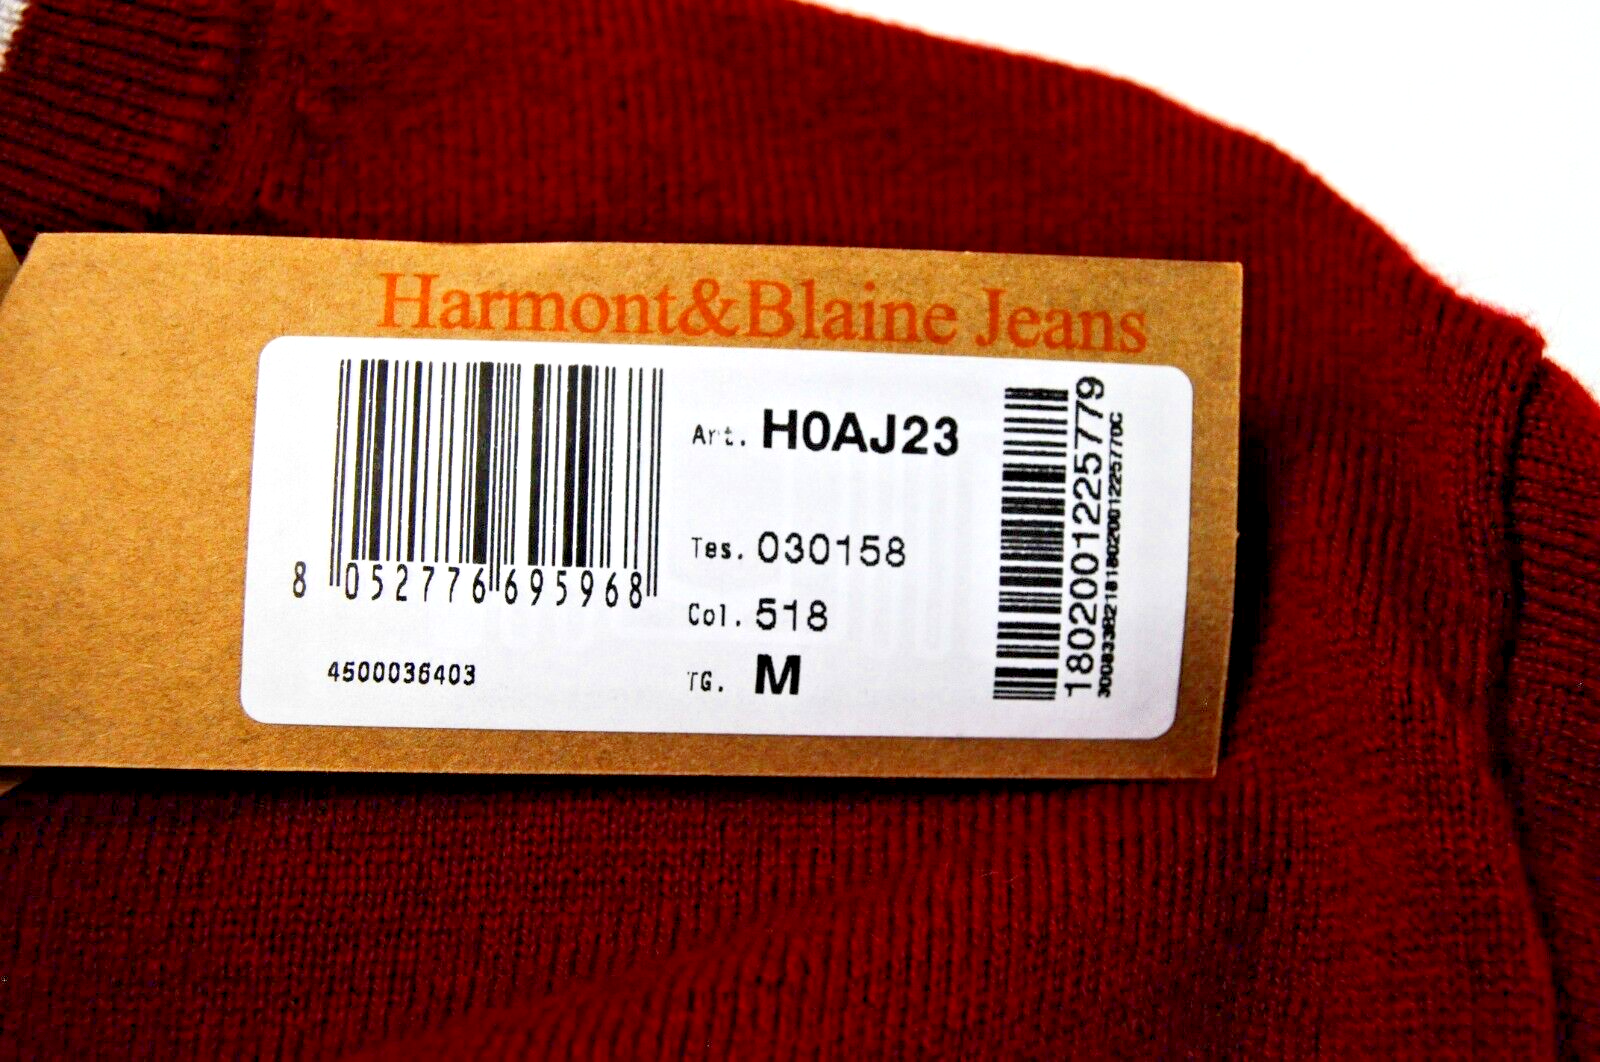 Harmont&Blaine Jeans
8 052776 695968
4500036403
Art. H0AJ23
Tes. 030158
Col. 518
TG. M
1802001225779